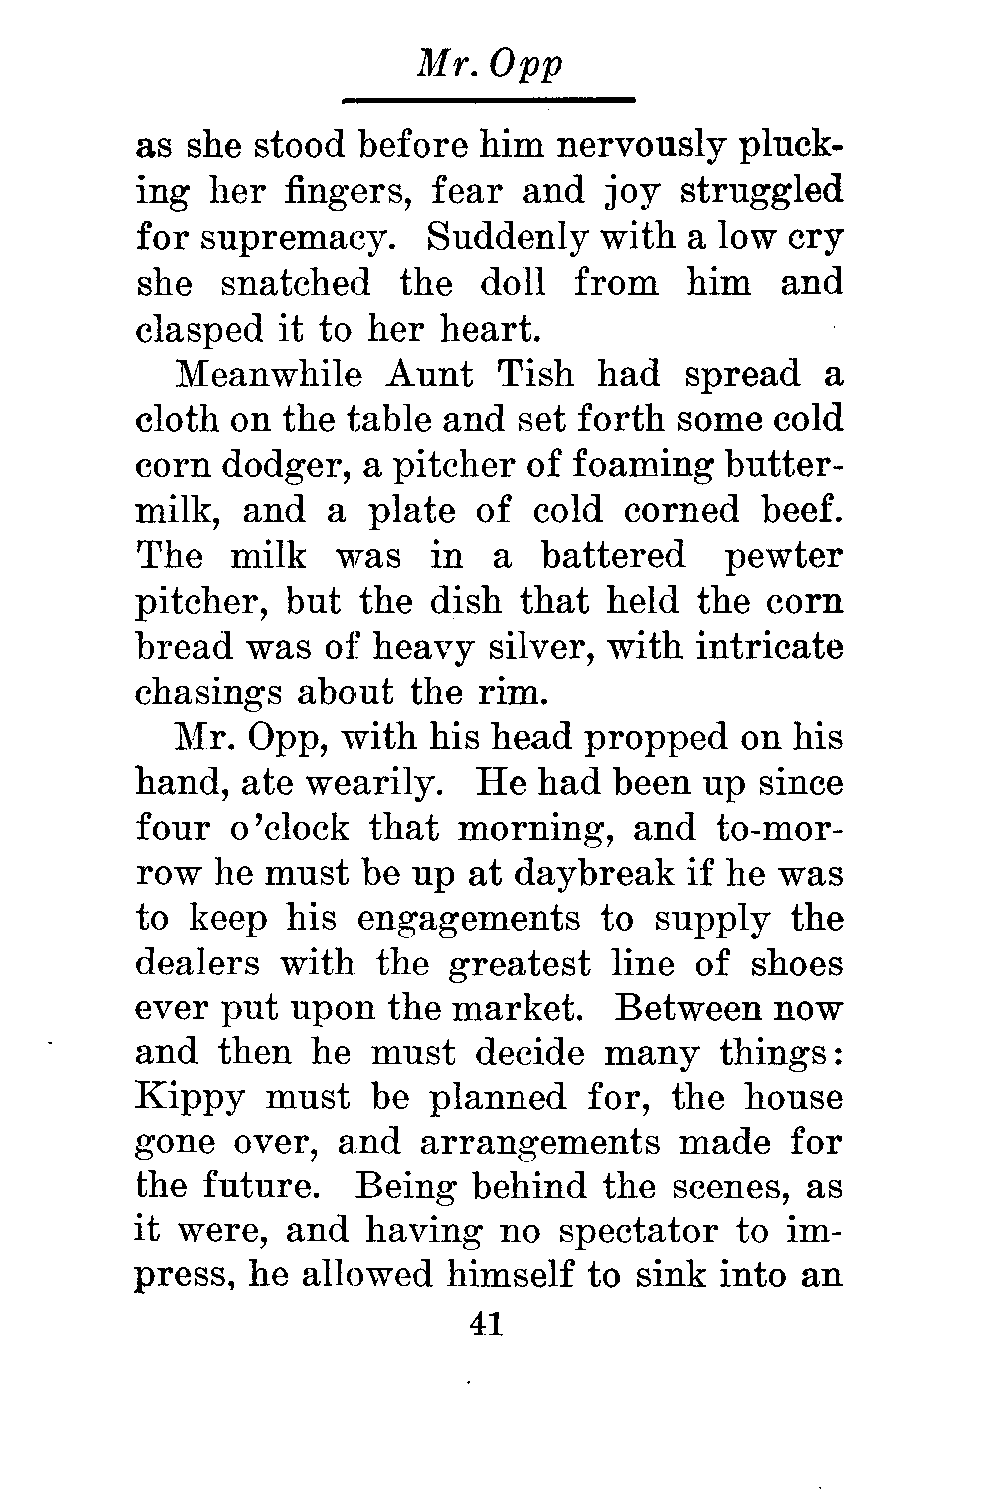 Mr. Opp
as she stood before him nervously pluck-
ing her fingers, fear and joy struggled
for supremacy. Suddenly with a low cry
she snatched the doll from him and
clasped it to her heart.
Meanwhile Aunt Tish had spread a
cloth on the table and set forth some cold
corn dodger, a pitcher of foaming butter-
milk, and a plate of cold corned beef.
The milk was in a battered pewter
pitcher, but the dish that held the corn
bread was of heavy silver, with intricate
chasings about the rim.
Mr. Opp, with his head propped on his
hand, ate wearily. He had been up since
four o'clock that morning, and to-mor-
row he must be up at daybreak if he was
to keep his engagements to supply the
dealers with the greatest line of shoes
ever put upon the market. Between now
and then he must decide many things:
Kippy must be planned for, the house
gone over, and arrangements made for
the future. Being behind the scenes, as
it were, and having no spectator to im-
press, he allowed himself to sink into an
41